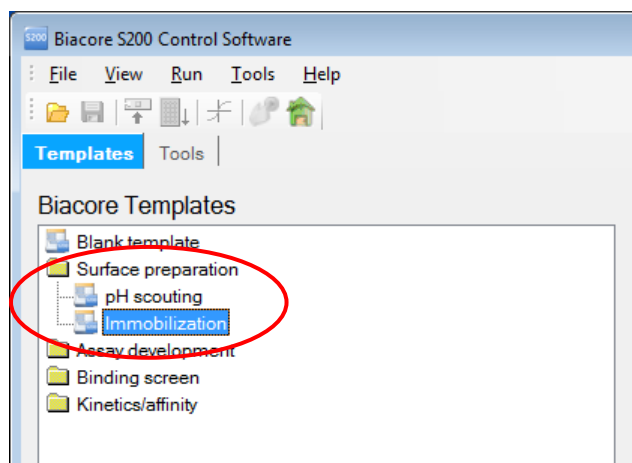 S200 Biacore S200 Control Software
File View Run Tools Help
Templates Tools
Biacore Templates
Blank template
Surface preparation
pH scouting
Immobilization
Assay development
Binding screen
Kinetics/affinity